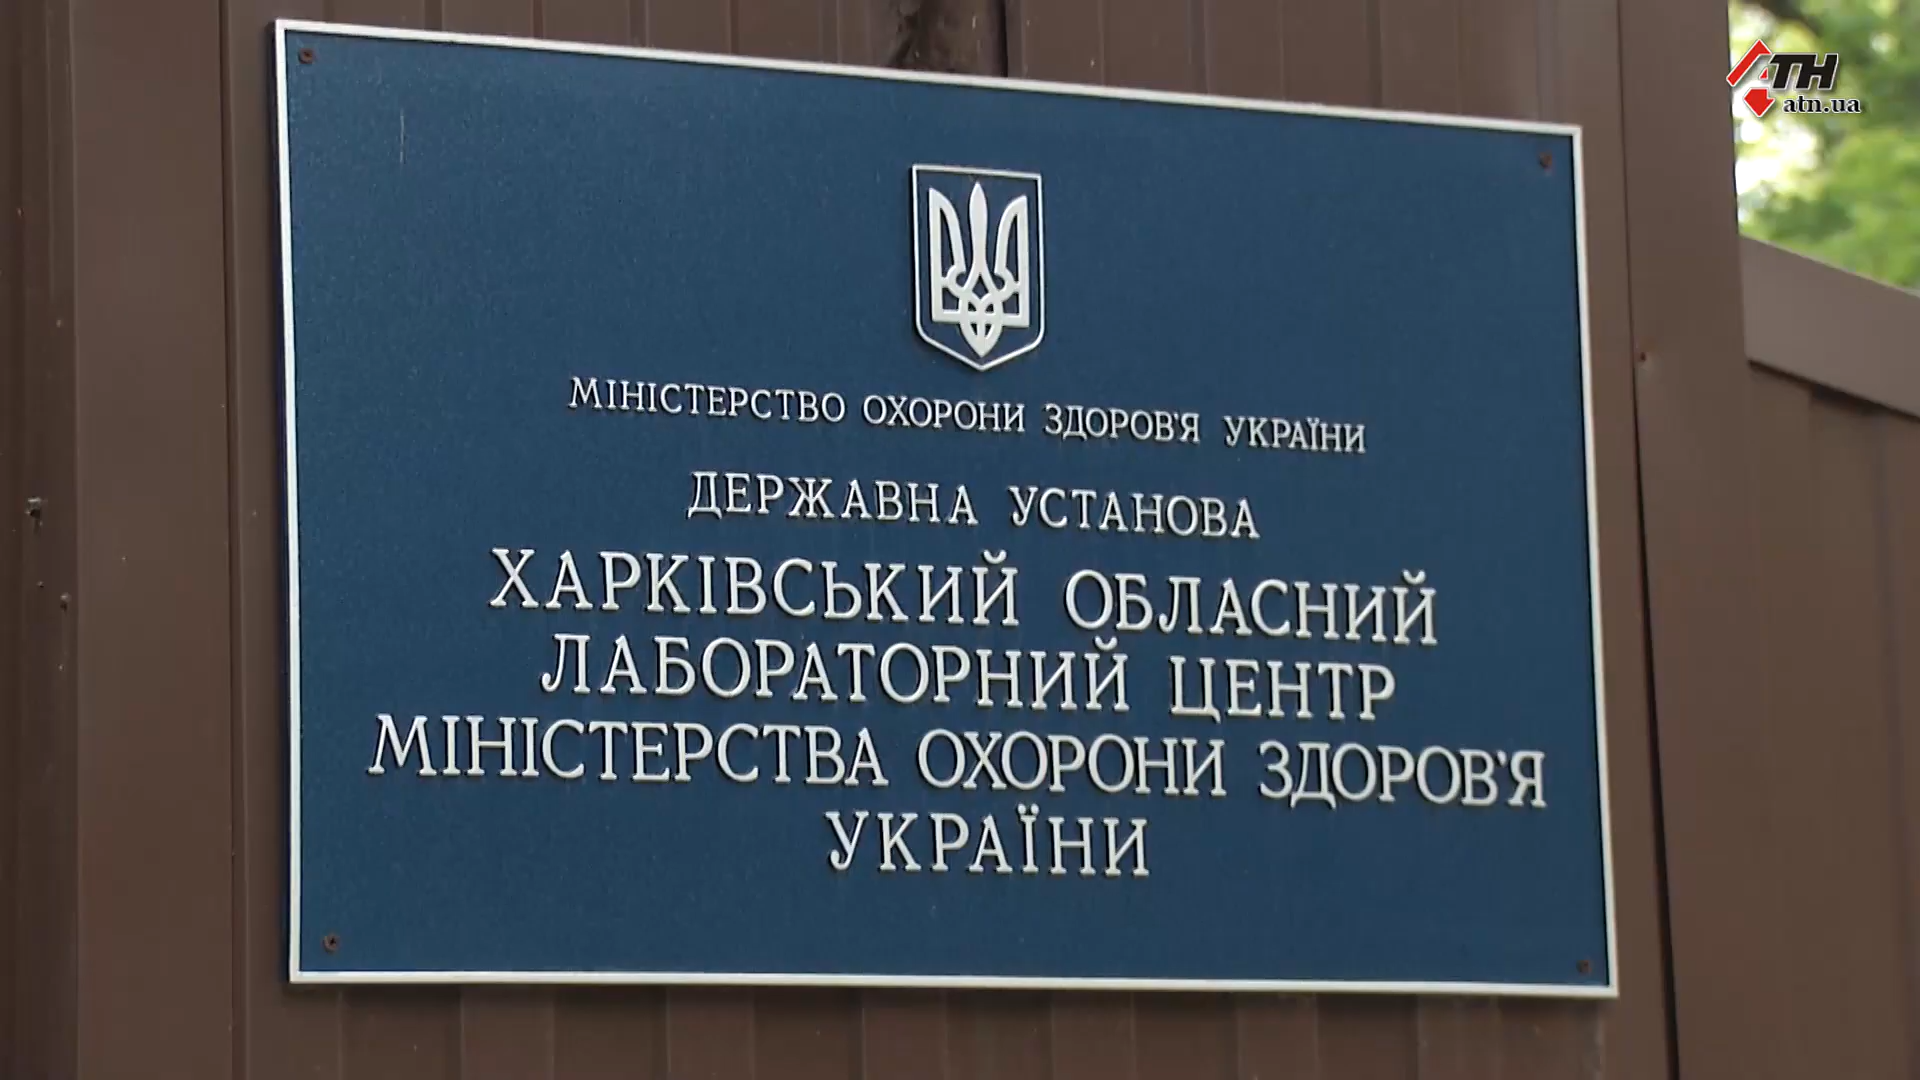 АТН
atn.ua
МІНІСТЕРСТВО ОХОРОНИ ЗДОРОВ'Я УКРАЇНИ
ДЕРЖАВНА УСТАНОВА
ХАРКІВСЬКИЙ ОБЛАСНИЙ
ЛАБОРАТОРНИЙ ЦЕНТР
МІНІСТЕРСТВА ОХОРОНИ ЗДОРОВ'Я
УКРАЇНИ